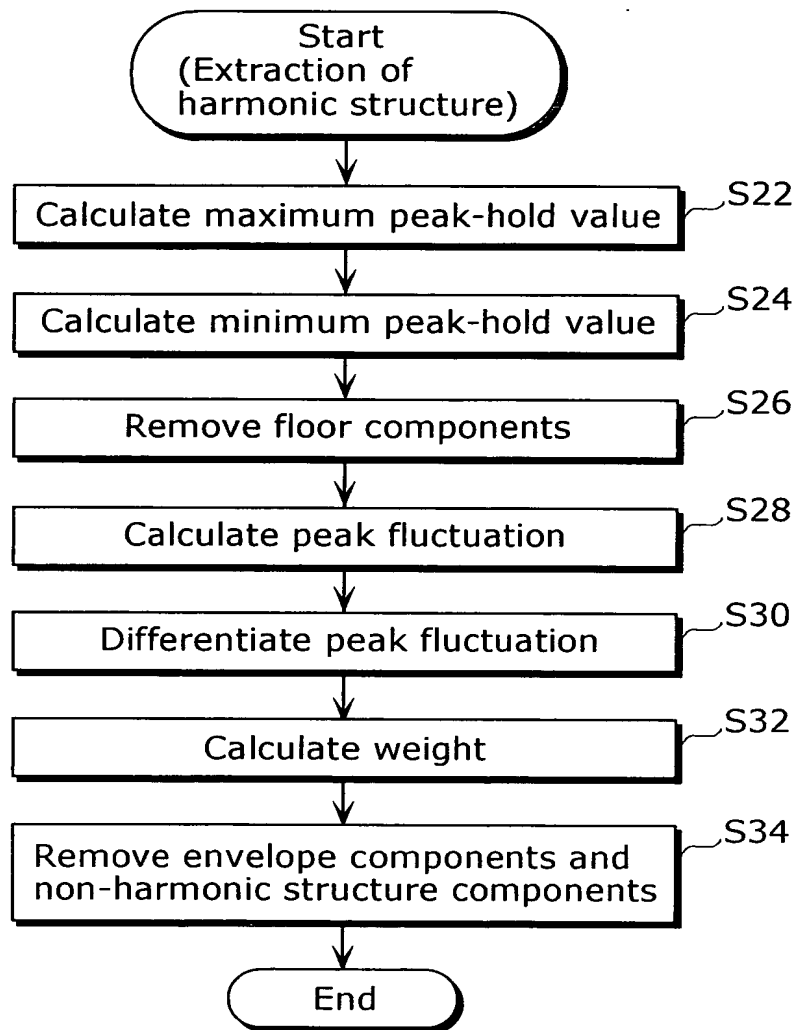 Start
(Extraction of
harmonic structure)
S22
Calculate maximum peak-hold value
S24
Calculate minimum peak-hold value
S26
Remove floor components
S28
Calculate peak fluctuation
S30
Differentiate peak fluctuation
S32
Calculate weight
S34
Remove envelope components and
non-harmonic structure components
End